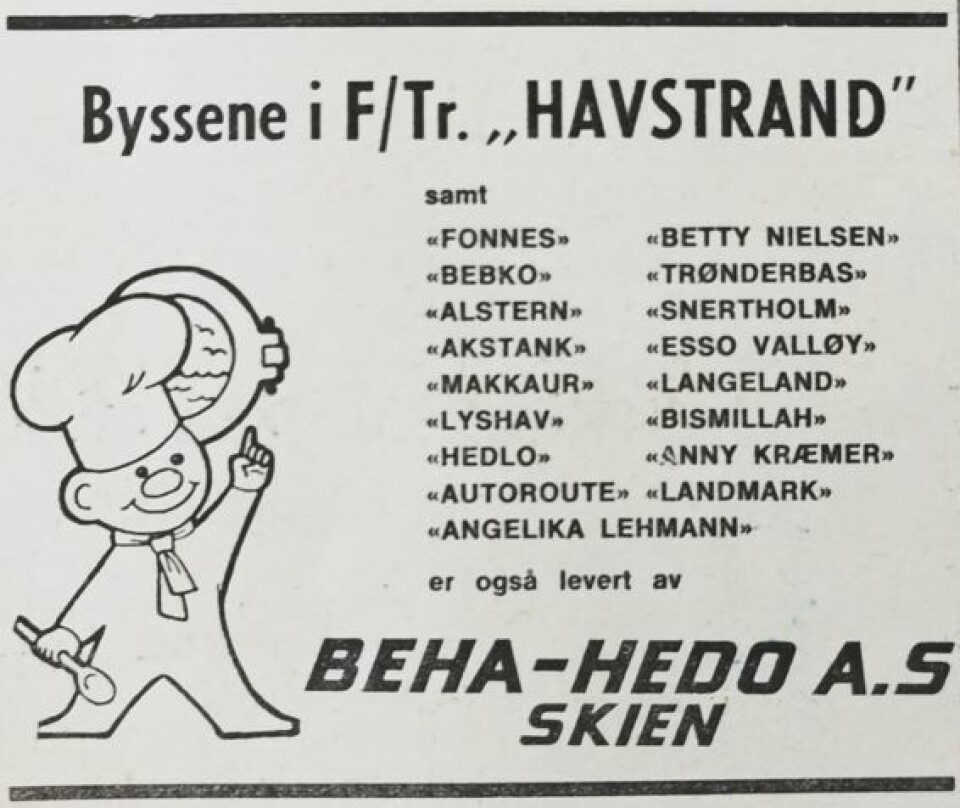 Byssene i F/Tr. „HAVSTRAND”
samt
«FONNES» «BETTY NIELSEN»
«BEBKO» «TRØNDERBAS»
«ALSTERN» «SNERTHOLM»
«AKSTANK» «ESSO VALLØY»
«MAKKAUR» «LANGELAND»
«LYSHAV» «BISMILLAH»
«HEDLO» «ANNY KRÆMER»
«AUTOROUTE» «LANDMARK»
«ANGELIKA LEHMANN»
er også levert av
BEHA-HEDO A.S
SKIEN